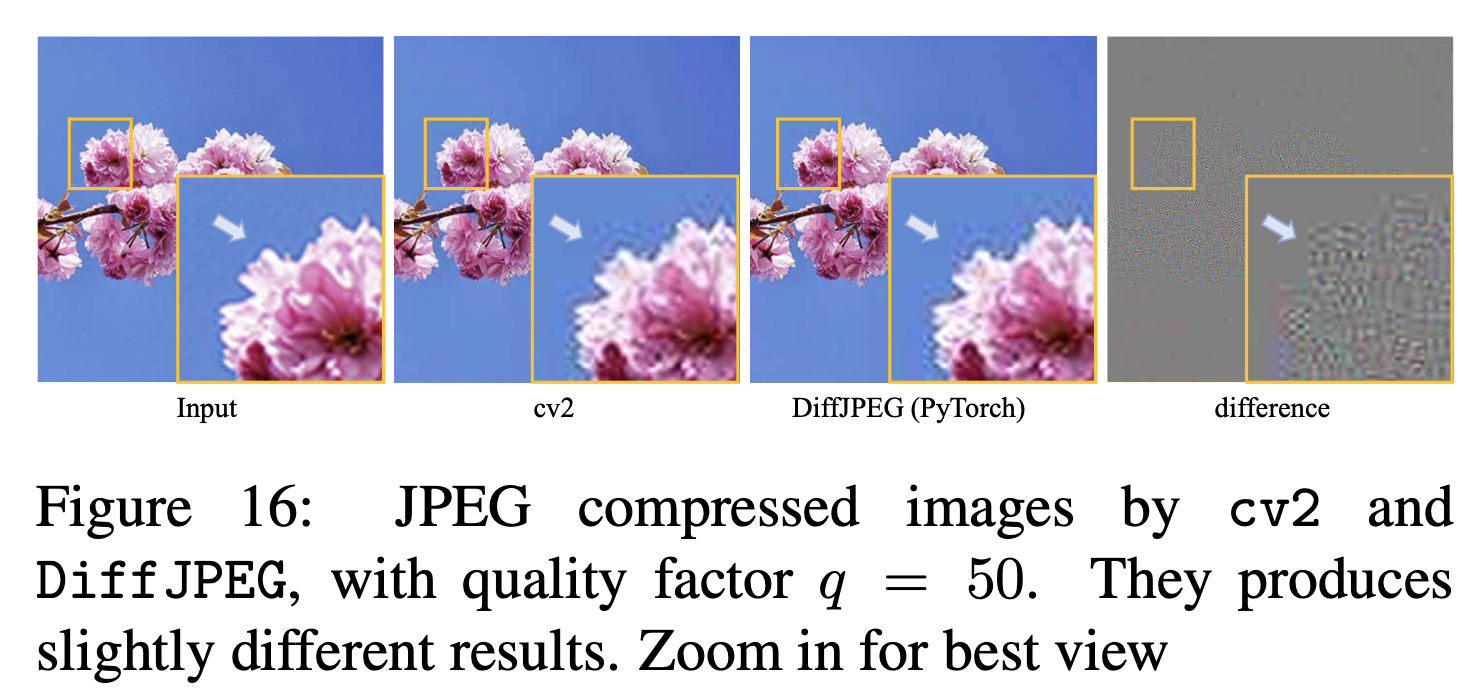 Input
cv2
DiffJPEG (PyTorch)
difference
Figure 16: JPEG compressed images by cv2 and
DiffJPEG, with quality factor q = 50. They produces
slightly different results. Zoom in for best view